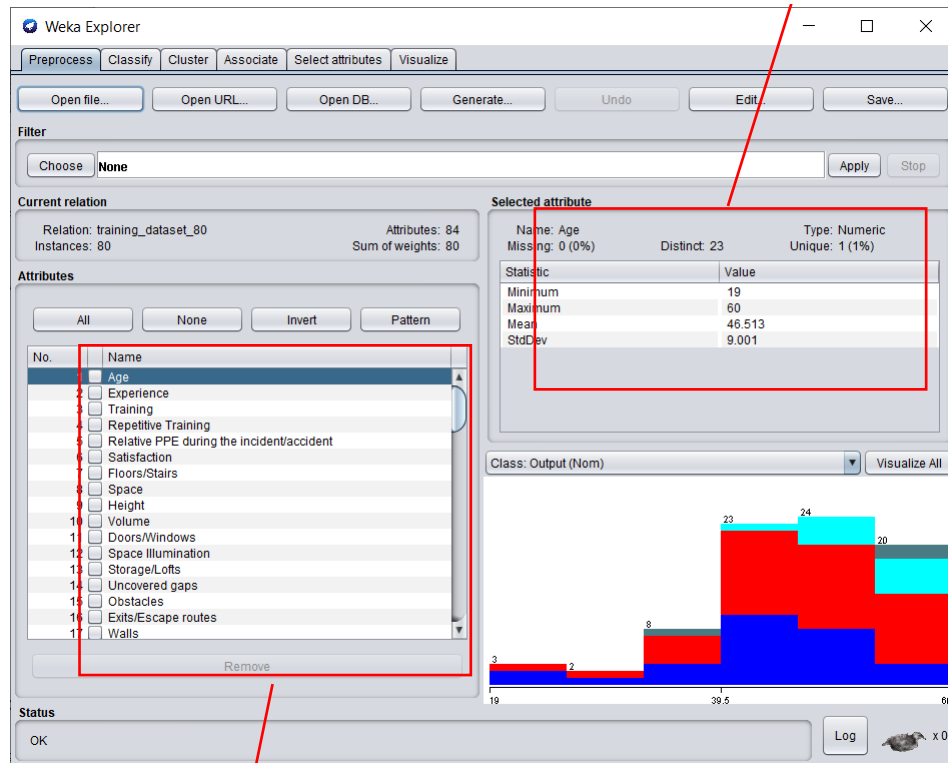 Weka Explorer
Preprocess Classify Cluster Associate Select attributes Visualize
Open file... Open URL... Open DB... Generate... Undo Edit... Save...
Filter
Choose None Apply Stop
Current relation
Relation: training_dataset_80 Attributes: 84
Instances: 80 Sum of weights: 80
Attributes
All None Invert Pattern
No. Name
1 Age
2 Experience
3 Training
4 Repetitive Training
5 Relative PPE during the incident/accident
6 Satisfaction
7 Floors/Stairs
8 Space
9 Height
10 Volume
11 Doors/Windows
12 Space Illumination
13 Storage/Lofts
14 Uncovered gaps
15 Obstacles
16 Exits/Escape routes
17 Walls
Remove
Selected attribute
Name: Age Type: Numeric
Missing: 0 (0%) Distinct: 23 Unique: 1 (1%)
Statistic Value
Minimum 19
Maximum 60
Mean 46.513
StdDev 9.001
Class: Output (Nom) Visualize All
3 2 8 23 24 20
19 39.5
Status
OK
Log x 0